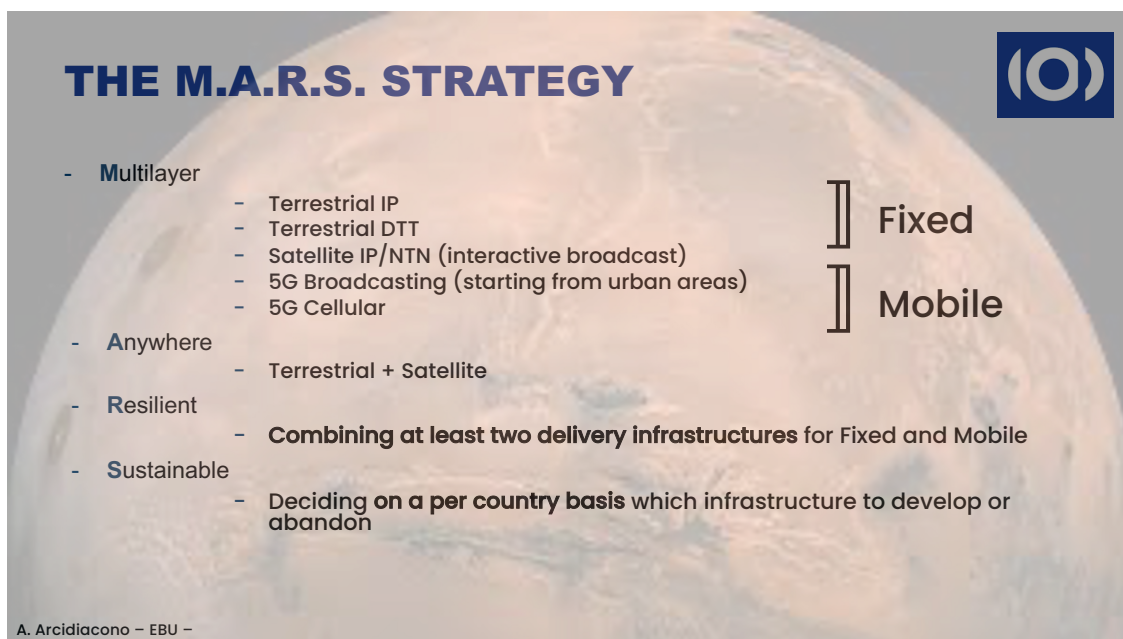 THE M.A.R.S. STRATEGY
- Multilayer
- Terrestrial IP
- Terrestrial DTT
- Satellite IP/NTN (interactive broadcast)
- 5G Broadcasting (starting from urban areas)
- 5G Cellular
Fixed
Mobile
- Anywhere
- Terrestrial + Satellite
- Resilient
- Combining at least two delivery infrastructures for Fixed and Mobile
- Sustainable
- Deciding on a per country basis which infrastructure to develop or
abandon
A. Arcidiacono – EBU –